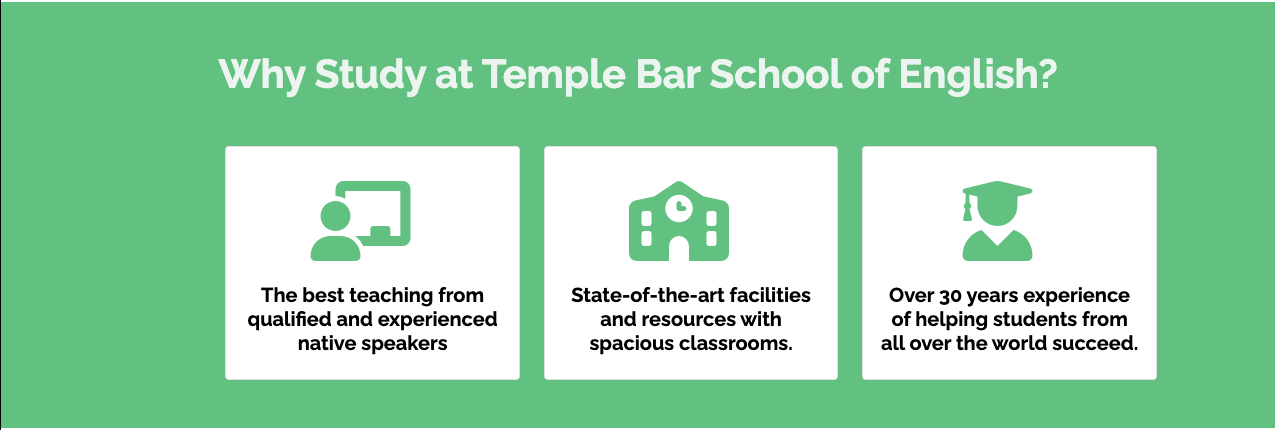 Why Study at Temple Bar School of English?
The best teaching from
qualified and experienced
native speakers
State-of-the-art facilities
and resources with
spacious classrooms.
Over 30 years experience
of helping students from
all over the world succeed.